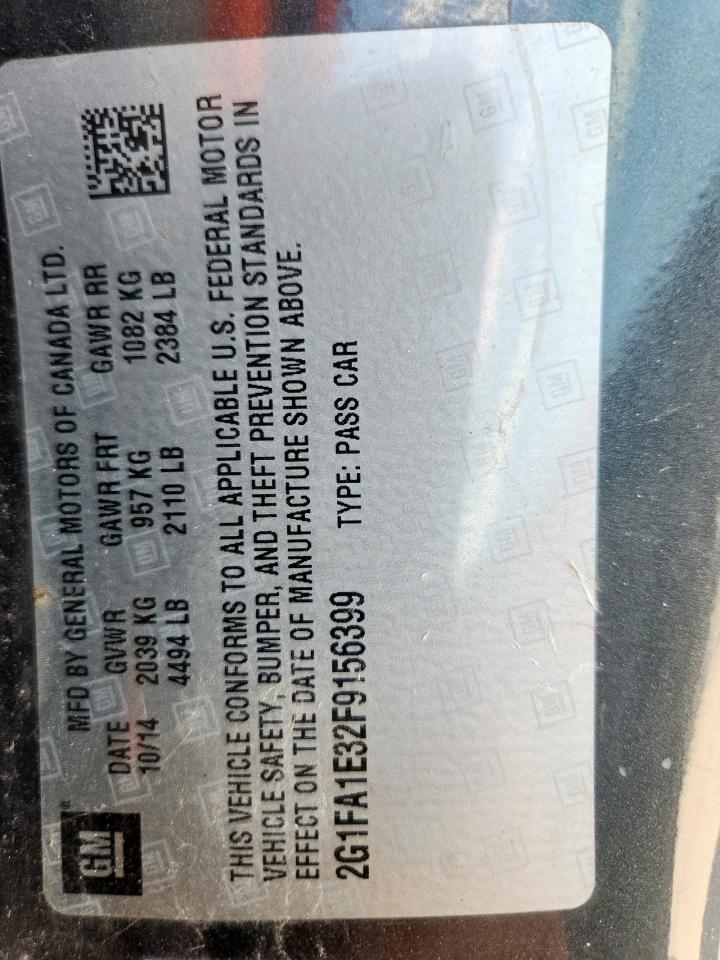 GM®
MFD BY GENERAL MOTORS OF CANADA LTD.
DATE GVWR GAWR FRT GAWR RR
10/14 2039 KG 957 KG 1082 KG
4494 LB 2110 LB 2384 LB
THIS VEHICLE CONFORMS TO ALL APPLICABLE U.S. FEDERAL MOTOR
VEHICLE SAFETY, BUMPER, AND THEFT PREVENTION STANDARDS IN
EFFECT ON THE DATE OF MANUFACTURE SHOWN ABOVE.
2G1FA1E32F9156399 TYPE: PASS CAR